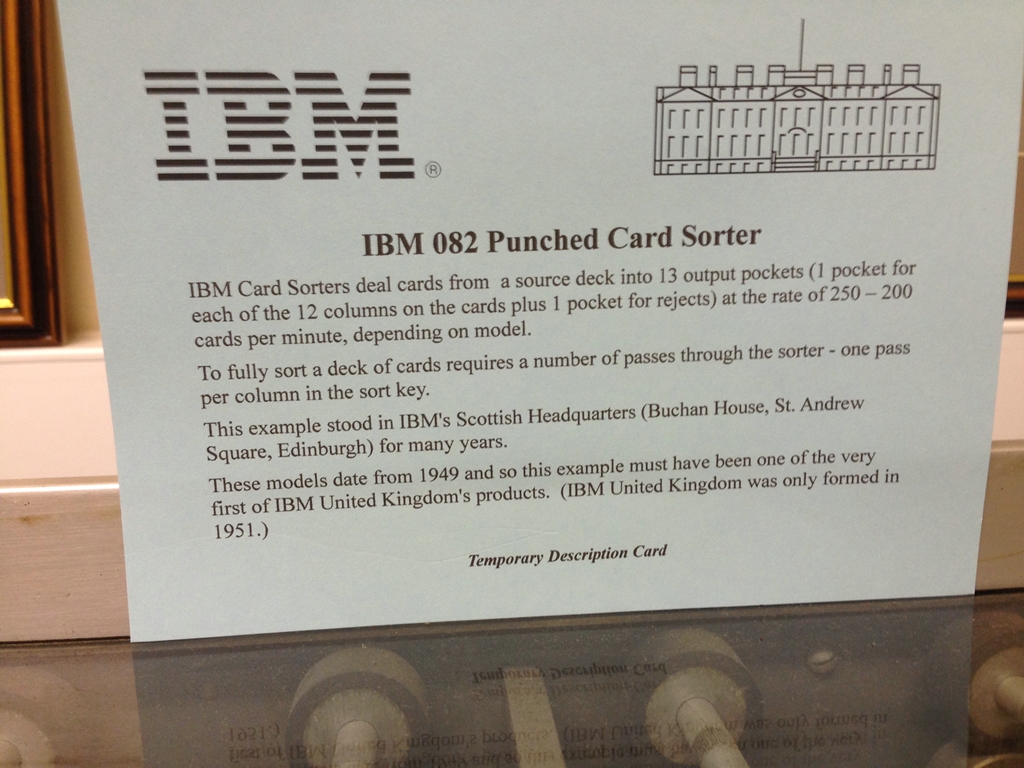 IBM®
IBM 082 Punched Card Sorter
IBM Card Sorters deal cards from a source deck into 13 output pockets (1 pocket for
each of the 12 columns on the cards plus 1 pocket for rejects) at the rate of 250 – 200
cards per minute, depending on model.
To fully sort a deck of cards requires a number of passes through the sorter - one pass
per column in the sort key.
This example stood in IBM's Scottish Headquarters (Buchan House, St. Andrew
Square, Edinburgh) for many years.
These models date from 1949 and so this example must have been one of the very
first of IBM United Kingdom's products. (IBM United Kingdom was only formed in
1951.)
Temporary Description Card